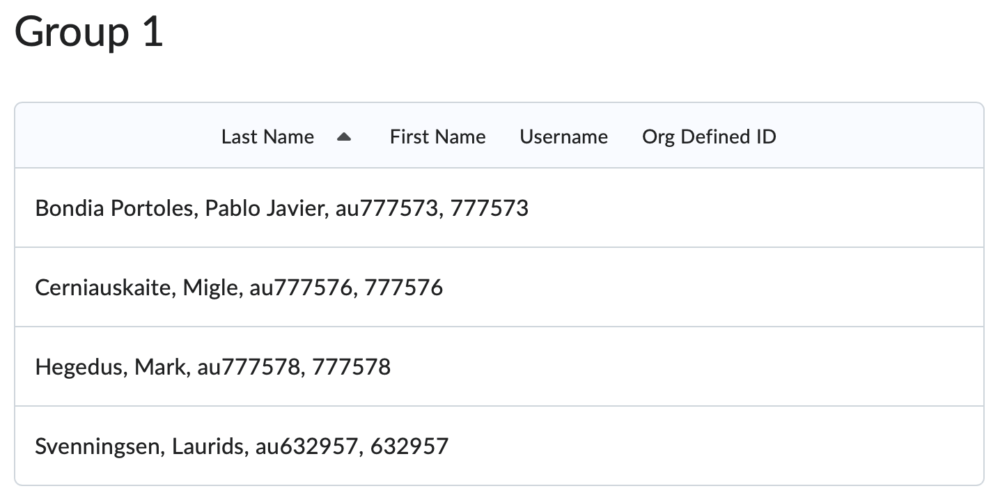 Group 1
Last Name ▲ First Name Username Org Defined ID
Bondia Portoles, Pablo Javier, au777573, 777573
Cerniauskaite, Migle, au777576, 777576
Hegedus, Mark, au777578, 777578
Svenningsen, Laurids, au632957, 632957